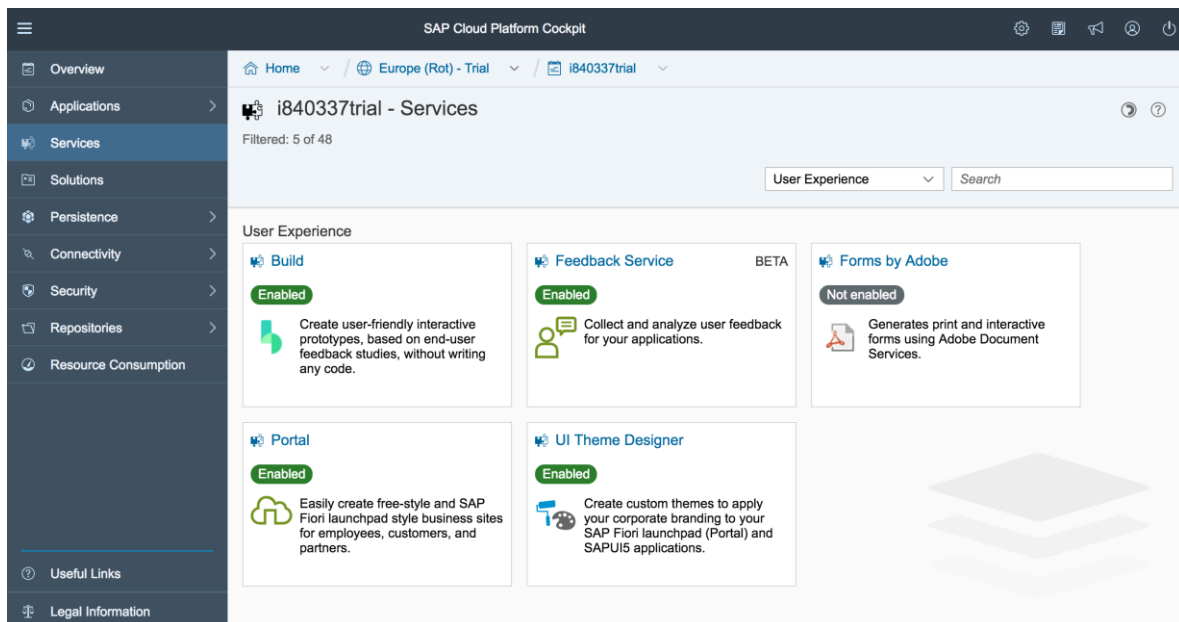 SAP Cloud Platform Cockpit
Overview
Applications
Services
Solutions
Persistence
Connectivity
Security
Repositories
Resource Consumption
Useful Links
Legal Information
Home / Europe (Rot) - Trial / i840337trial
i840337trial - Services
Filtered: 5 of 48
User Experience
Search
User Experience
Build
Enabled
Create user-friendly interactive
prototypes, based on end-user
feedback studies, without writing
any code.
Feedback Service BETA
Enabled
Collect and analyze user feedback
for your applications.
Forms by Adobe
Not enabled
Generates print and interactive
forms using Adobe Document
Services.
Portal
Enabled
Easily create free-style and SAP
Fiori launchpad style business sites
for employees, customers, and
partners.
UI Theme Designer
Enabled
Create custom themes to apply
your corporate branding to your
SAP Fiori launchpad (Portal) and
SAPUI5 applications.